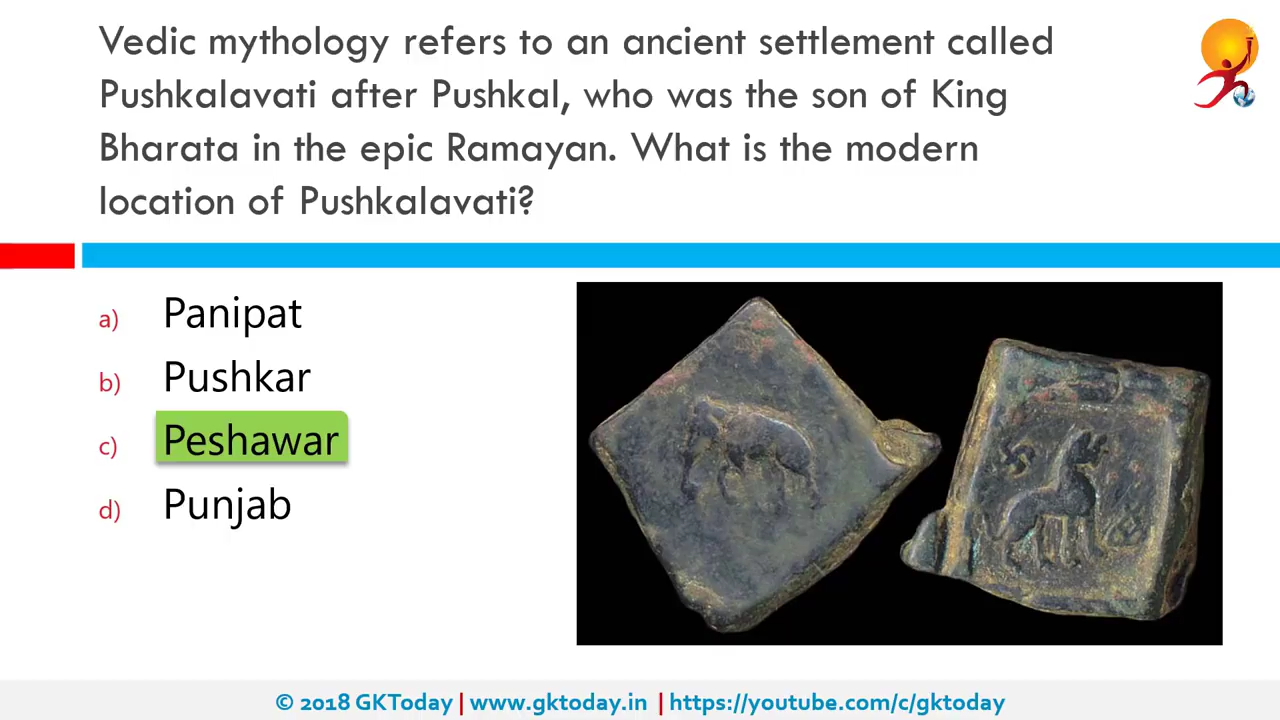 Vedic mythology refers to an ancient settlement called
Pushkalavati after Pushkal, who was the son of King
Bharata in the epic Ramayan. What is the modern
location of Pushkalavati?
a) Panipat
b) Pushkar
c) Peshawar
d) Punjab
© 2018 GKToday | www.gktoday.in | https://youtube.com/c/gktoday